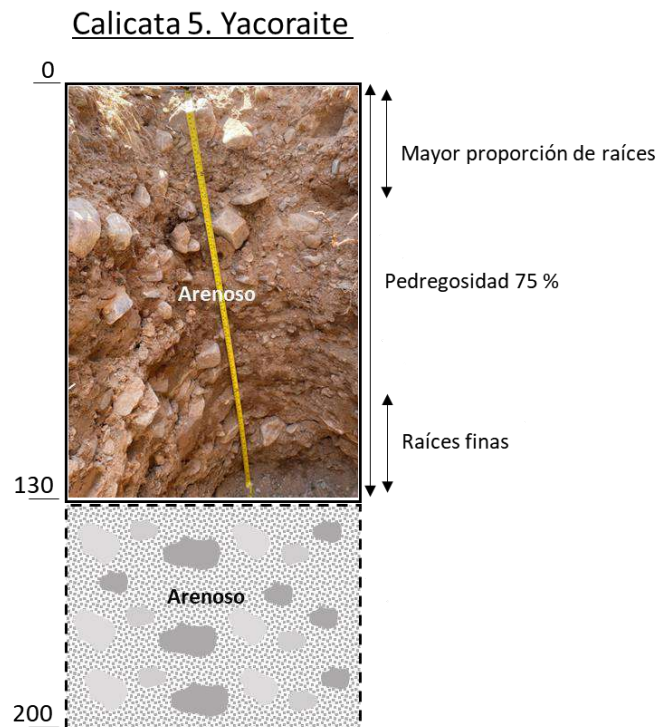 Calicata 5. Yacoraite
0
Mayor proporción de raíces
Pedregosidad 75 %
Arenoso
Raíces finas
130
Arenoso
200